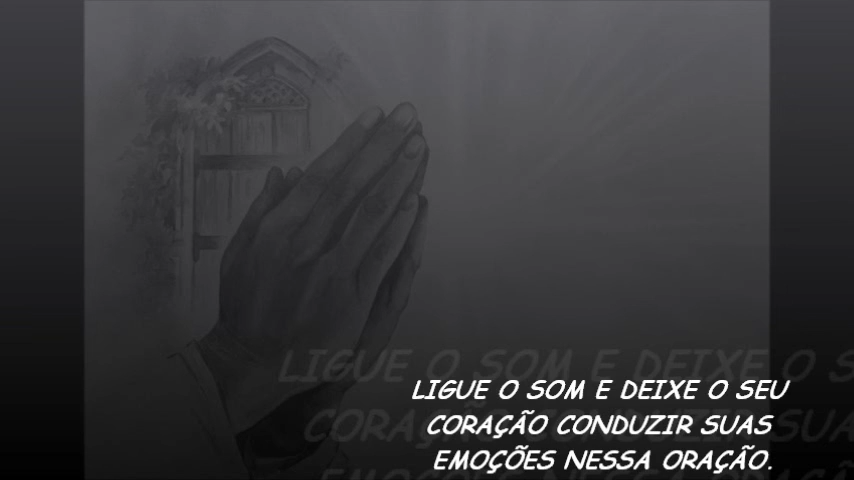 LIGUE O SOM E DEIXE O SEU
CORAÇÃO CONDUZIR SUAS
EMOÇÕES NESSA ORAÇÃO.